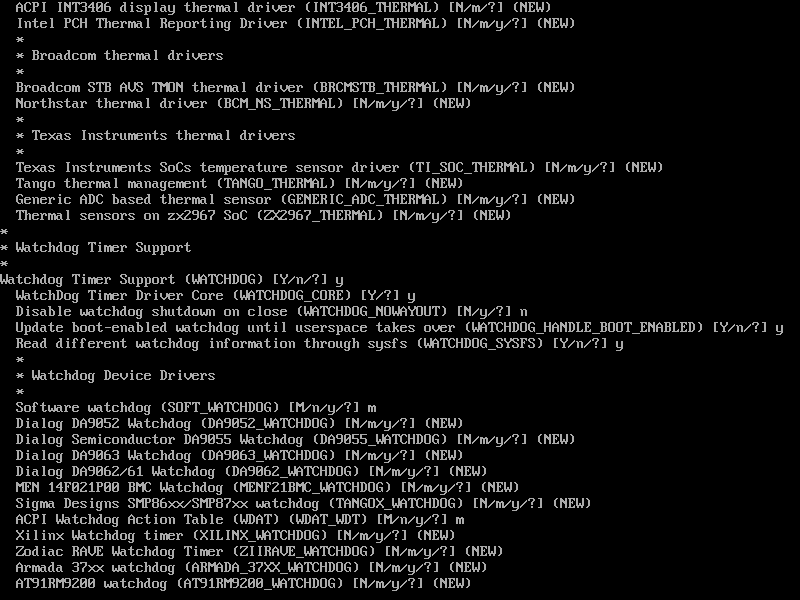 ACPI INT3406 display thermal driver (INT3406_THERMAL) [N/m/?] (NEW)
Intel PCH Thermal Reporting Driver (INTEL_PCH_THERMAL) [N/m/y/?] (NEW)
*
* Broadcom thermal drivers
*
Broadcom STB AVS TMON thermal driver (BRCMSTB_THERMAL) [N/m/y/?] (NEW)
Northstar thermal driver (BCM_NS_THERMAL) [N/m/y/?] (NEW)
*
* Texas Instruments thermal drivers
*
Texas Instruments SoCs temperature sensor driver (TI_SOC_THERMAL) [N/m/y/?] (NEW)
Tango thermal management (TANGO_THERMAL) [N/m/y/?] (NEW)
Generic ADC based thermal sensor (GENERIC_ADC_THERMAL) [N/m/y/?] (NEW)
Thermal sensors on zx2967 SoC (ZX2967_THERMAL) [N/m/y/?] (NEW)
*
* Watchdog Timer Support
*
Watchdog Timer Support (WATCHDOG) [Y/n/?] y
WatchDog Timer Driver Core (WATCHDOG_CORE) [Y/?] y
Disable watchdog shutdown on close (WATCHDOG_NOWAYOUT) [N/y/?] n
Update boot-enabled watchdog until userspace takes over (WATCHDOG_HANDLE_BOOT_ENABLED) [Y/n/?] y
Read different watchdog information through sysfs (WATCHDOG_SYSFS) [Y/n/?] y
*
* Watchdog Device Drivers
*
Software watchdog (SOFT_WATCHDOG) [M/n/y/?] m
Dialog DA9052 Watchdog (DA9052_WATCHDOG) [N/m/y/?] (NEW)
Dialog Semiconductor DA9055 Watchdog (DA9055_WATCHDOG) [N/m/y/?] (NEW)
Dialog DA9063 Watchdog (DA9063_WATCHDOG) [N/m/y/?] (NEW)
Dialog DA9062/61 Watchdog (DA9062_WATCHDOG) [N/m/y/?] (NEW)
MEN 14F021P00 BMC Watchdog (MENF21BMC_WATCHDOG) [N/m/y/?] (NEW)
Sigma Designs SMP86xx/SMP87xx watchdog (TANGOX_WATCHDOG) [N/m/y/?] (NEW)
ACPI Watchdog Action Table (WDAT) (WDAT_WDT) [M/n/y/?] m
Xilinx Watchdog timer (XILINX_WATCHDOG) [N/m/y/?] (NEW)
Zodiac RAVE Watchdog Timer (ZIIRAVE_WATCHDOG) [N/m/y/?] (NEW)
Armada 37xx watchdog (ARMADA_37XX_WATCHDOG) [N/m/y/?] (NEW)
AT91RM9200 watchdog (AT91RM9200_WATCHDOG) [N/m/y/?] (NEW)